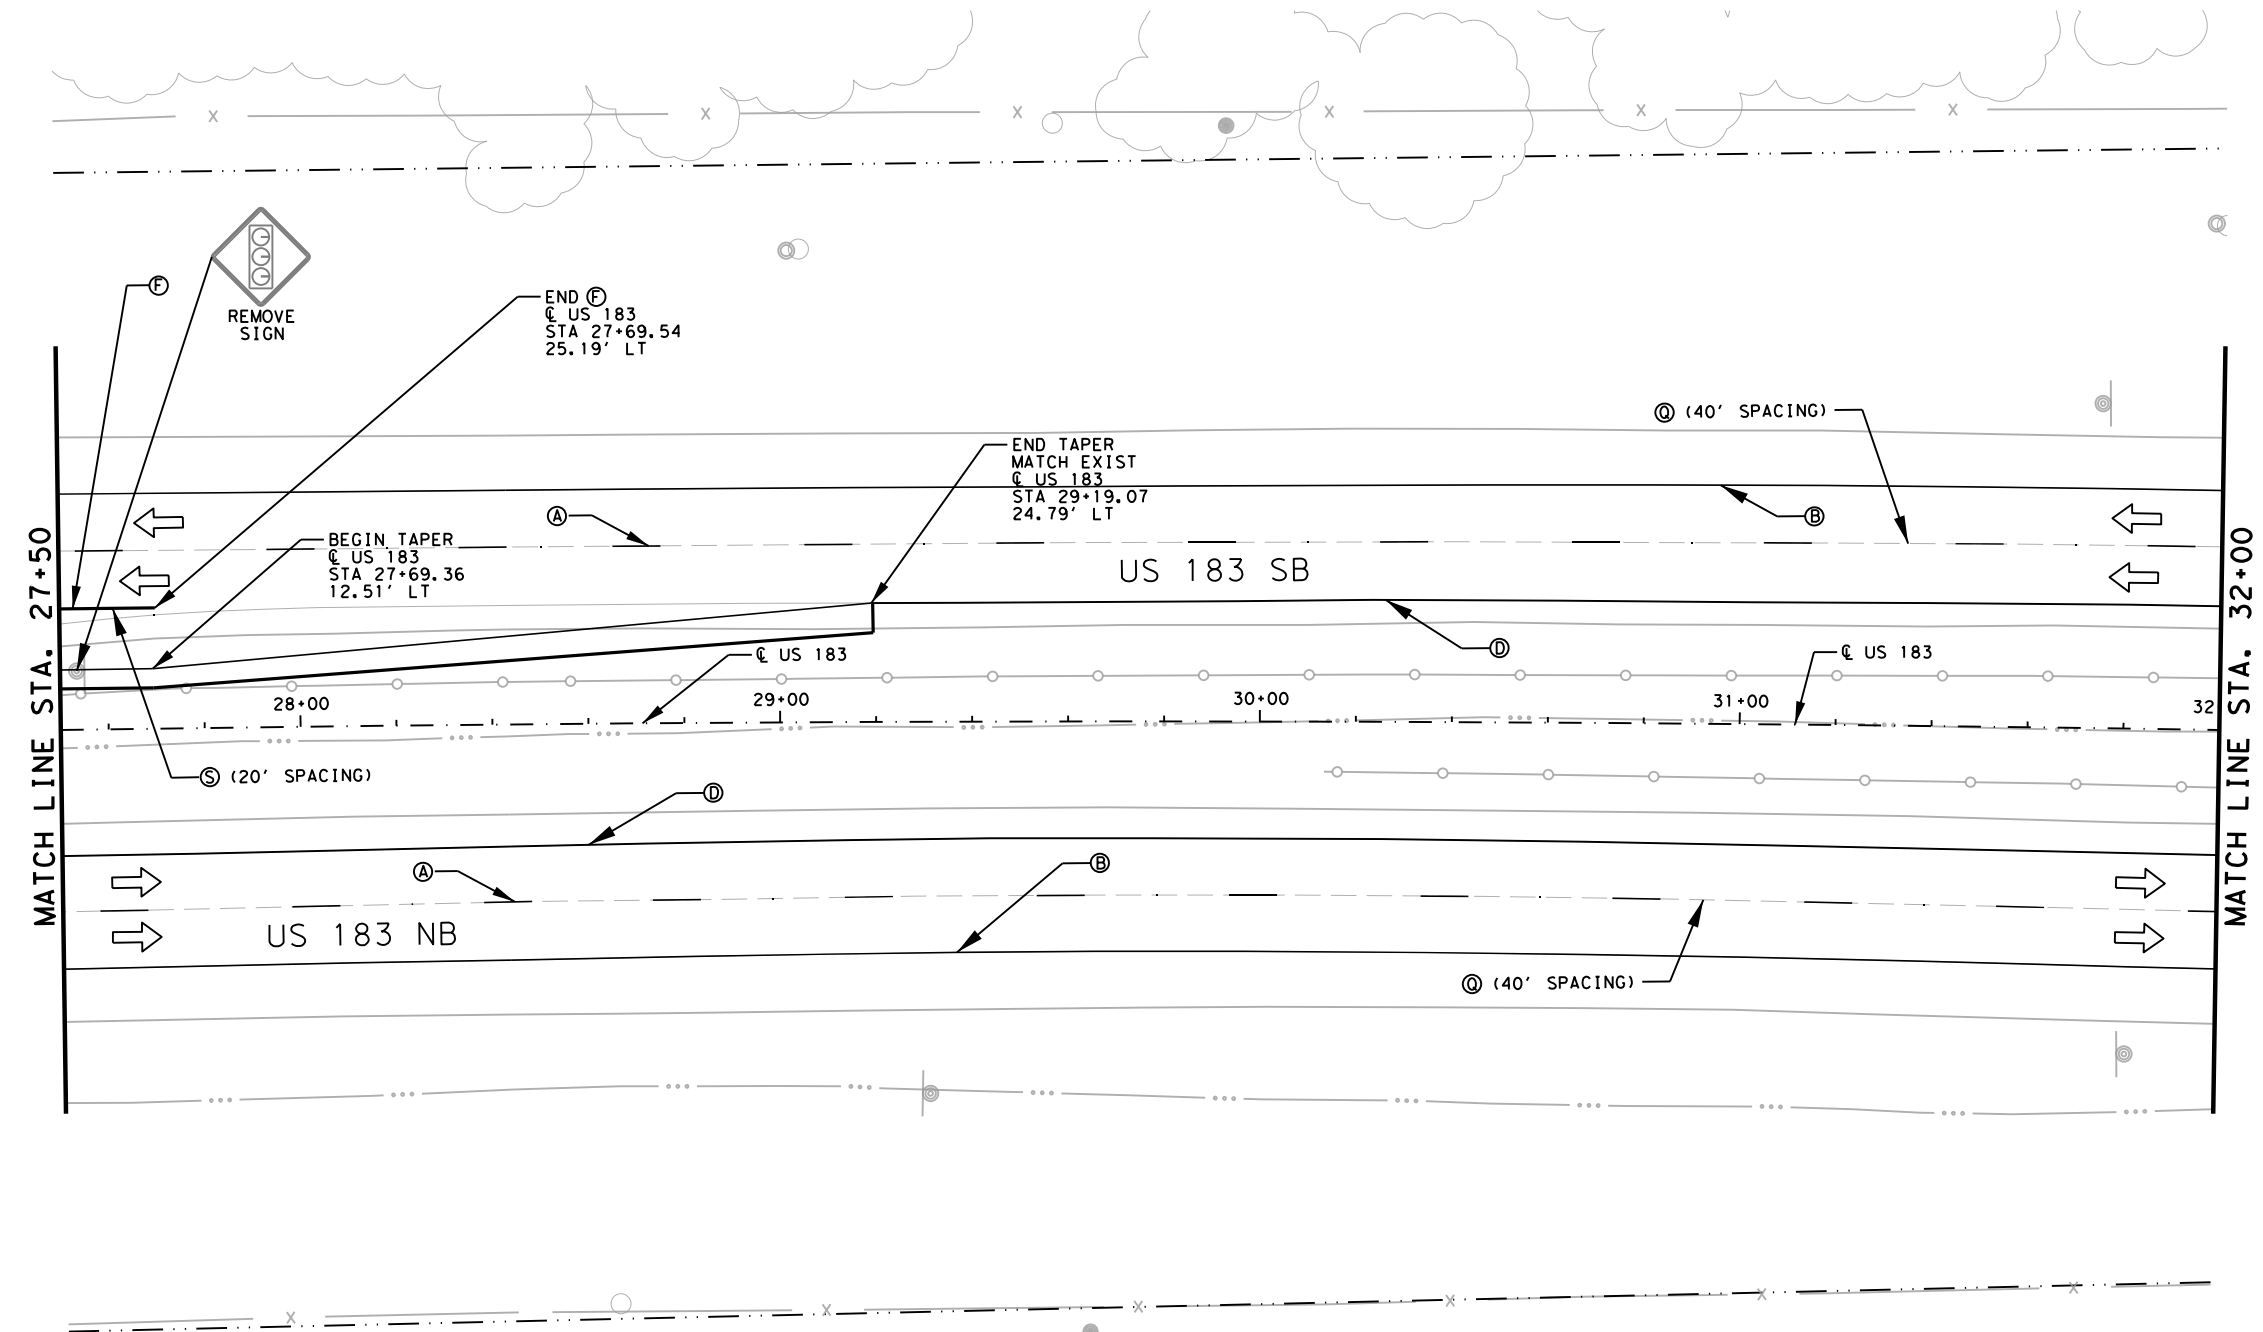 F
REMOVE
SIGN
END F
℄ US 183
STA 27+69.54
25.19' LT
Q (40' SPACING)
END TAPER
MATCH EXIST
℄ US 183
STA 29+19.07
24.79' LT
A
B
BEGIN TAPER
℄ US 183
STA 27+69.36
12.51' LT
US 183 SB
D
℄ US 183
℄ US 183
28+00
29+00
30+00
31+00
32
S (20' SPACING)
D
A
B
US 183 NB
Q (40' SPACING)
MATCH LINE STA. 27+50
MATCH LINE STA. 32+00
X
X
X
X
X
X
X
X
X
X
X
X